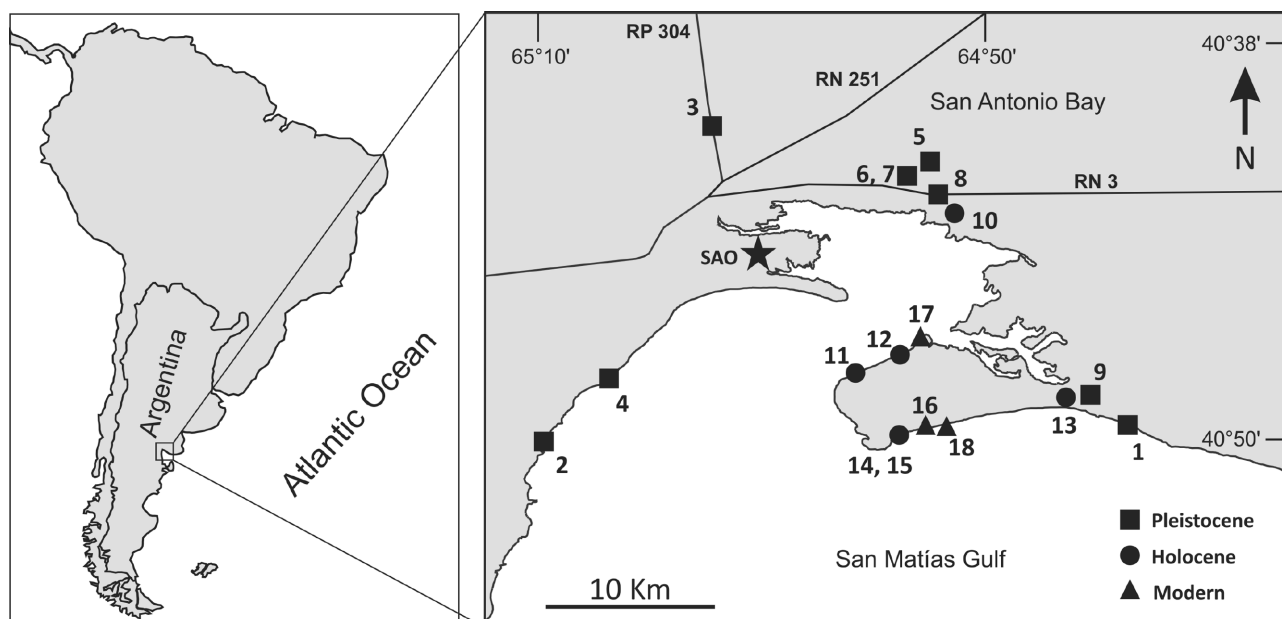 Argentina
Atlantic Ocean
65°10'
RP 304
RN 251
64°50'
40°38'
San Antonio Bay
N
3
5
6, 7
8
RN 3
10
SAO
17
12
11
9
4
16
13
1
2
14, 15
18
40°50'
San Matías Gulf
10 Km
Pleistocene
Holocene
Modern